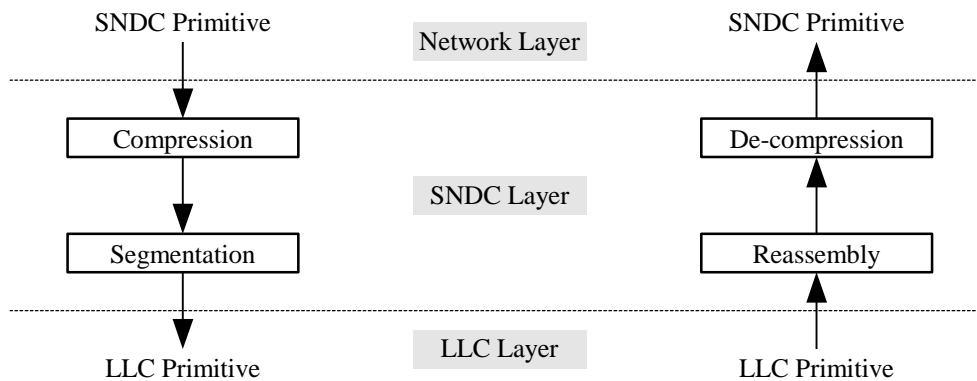 SNDC Primitive
Network Layer
SNDC Primitive
Compression
De-compression
SNDC Layer
Segmentation
Reassembly
LLC Layer
LLC Primitive
LLC Primitive